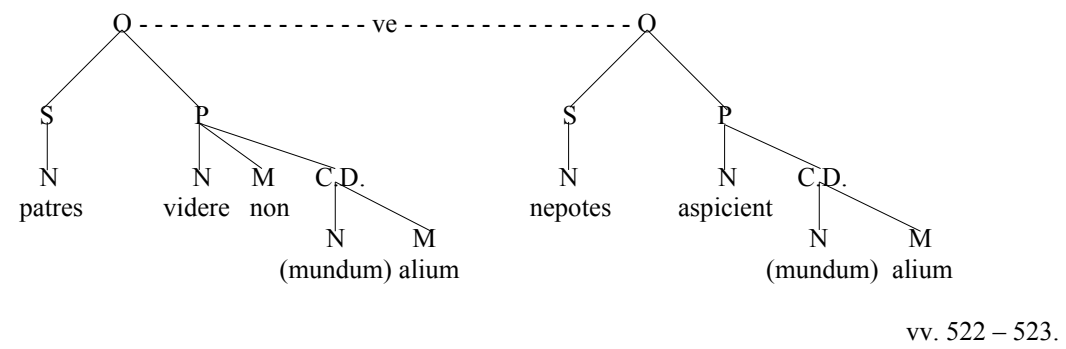 O - - - - - - - - - - - - - - - ve - - - - - - - - - - - - - - - O
S P S P
N N M C.D. N N C.D.
patres videre non nepotes aspicient
N M N M
(mundum) alium (mundum) alium
vv. 522 – 523.